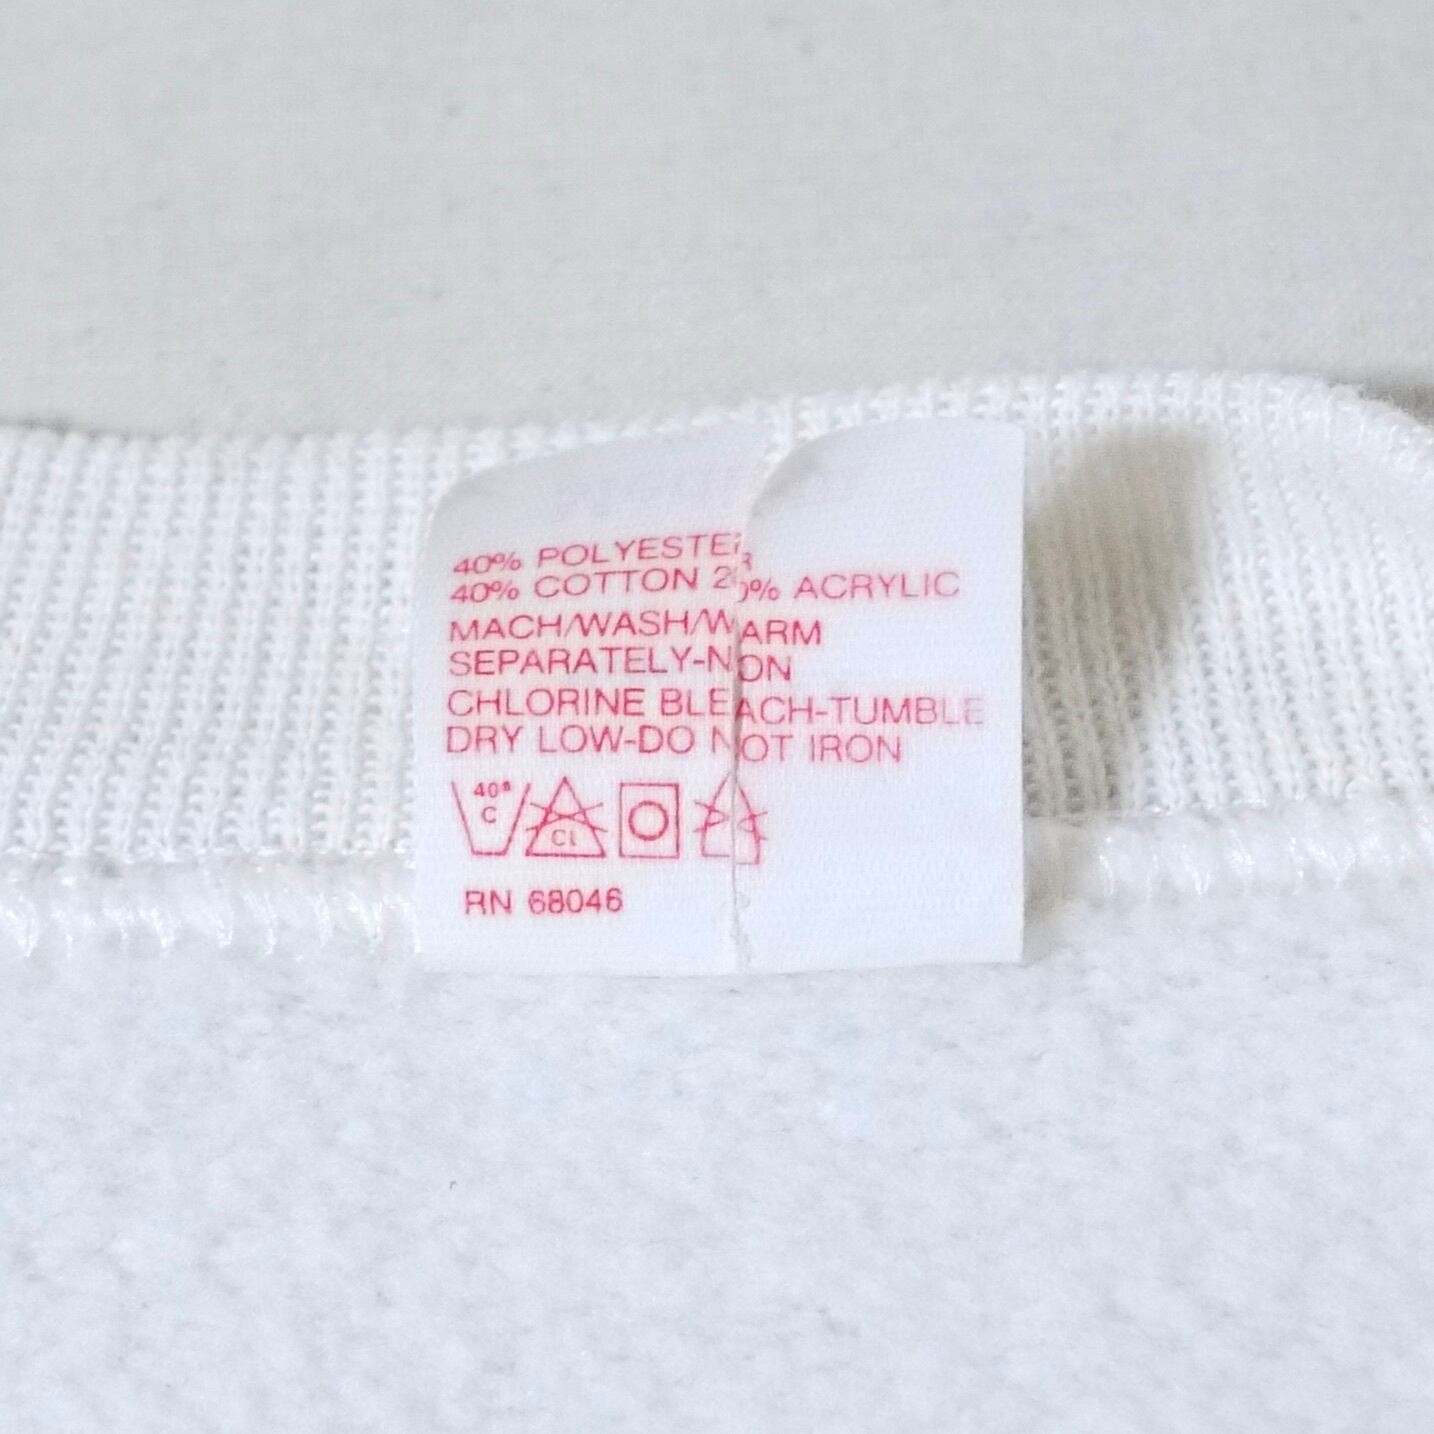 40% POLYESTER
40% COTTON 20% ACRYLIC
MACH/WASH/WARM
SEPARATELY-NON
CHLORINE BLEACH-TUMBLE
DRY LOW-DO NOT IRON
40° C Cl
RN 68046